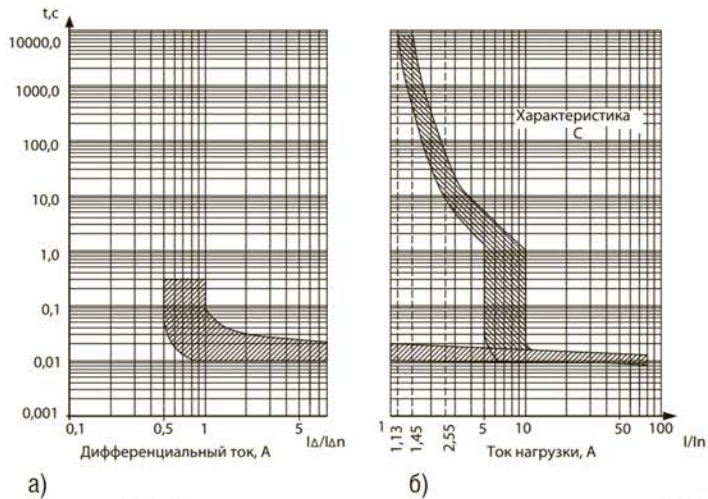 t,с
10000,0
1000,0
100,0
10,0
1,0
0,1
0,01
0,001
0,1
0,5
1
5
IΔ/IΔn
Дифференциальный ток, А
а)
Характеристика
С
1
1,13
1,45
2,55
5
10
50
100
I/In
Ток нагрузки, А
б)